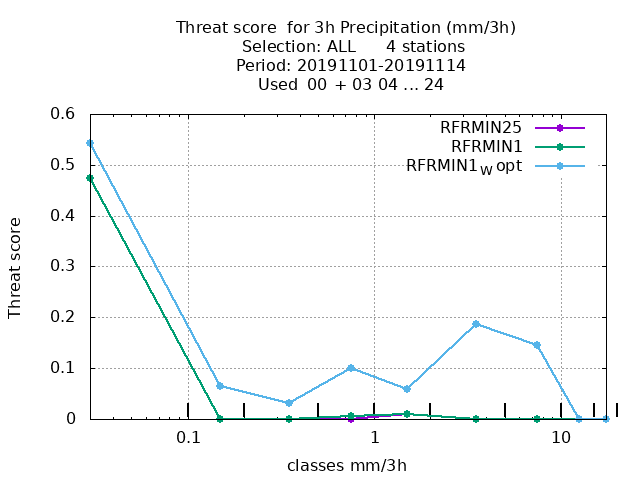 Threat score  for 3h Precipitation (mm/3h)
Selection: ALL      4 stations
Period: 20191101-20191114
Used  00  + 03 04 ... 24
RFRMIN25
RFRMIN1
RFRMIN1W opt
0.6
0.5
0.4
0.3
0.2
0.1
0
Threat score
0.1 1 10
classes mm/3h